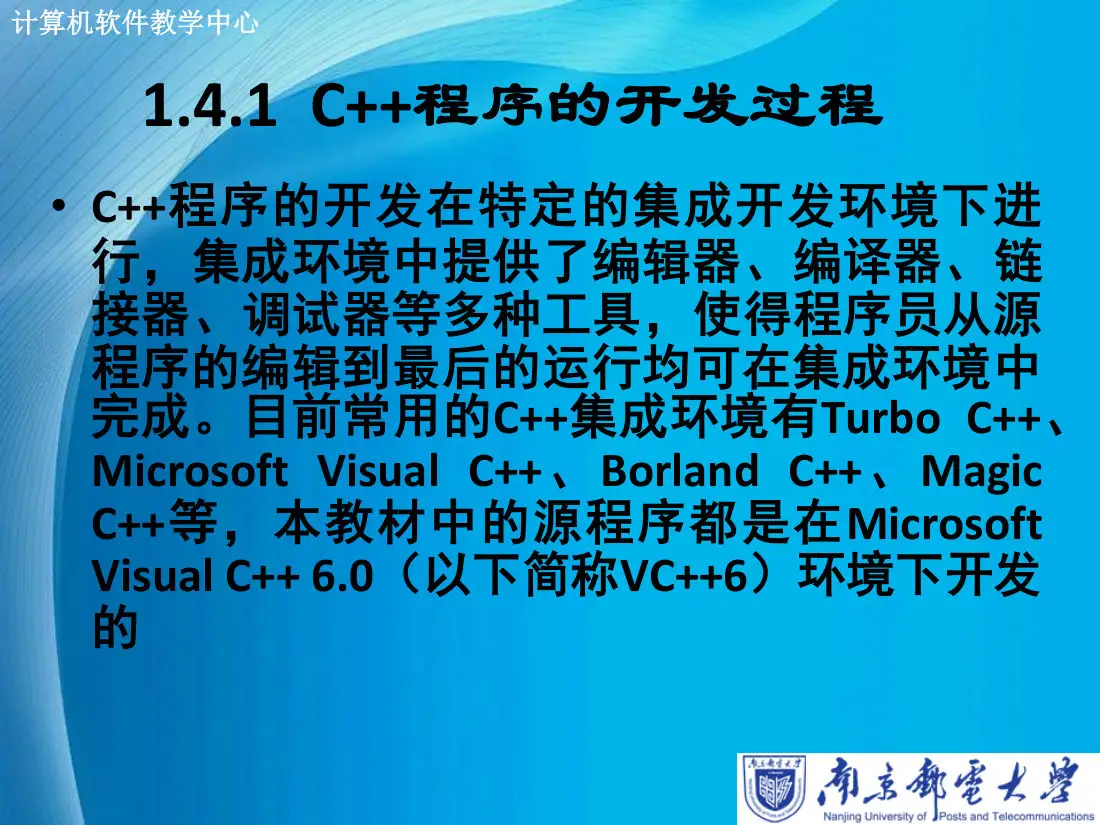 计算机软件教学中心
1.4.1 C++程序的开发过程
• C++程序的开发在特定的集成开发环境下进
行，集成环境中提供了编辑器、编译器、链
接器、调试器等多种工具，使得程序员从源
程序的编辑到最后的运行均可在集成环境中
完成。目前常用的C++集成环境有Turbo C++、
Microsoft Visual C++、Borland C++、Magic
C++等，本教材中的源程序都是在Microsoft
Visual C++ 6.0（以下简称VC++6）环境下开发
的
南京郵電大學
Nanjing University of Posts and Telecommunications